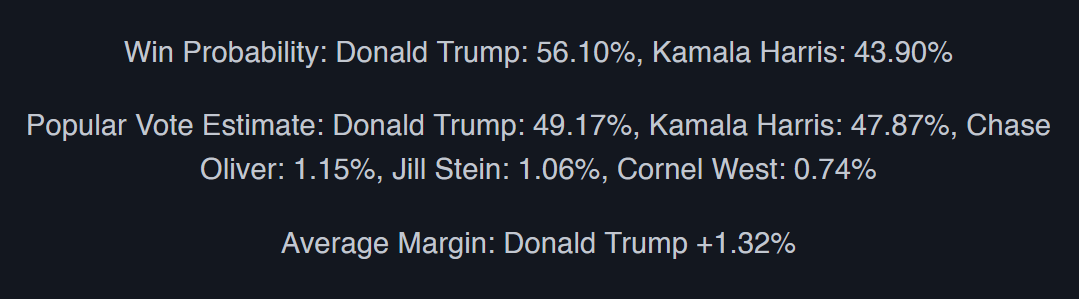 Win Probability: Donald Trump: 56.10%, Kamala Harris: 43.90%
Popular Vote Estimate: Donald Trump: 49.17%, Kamala Harris: 47.87%, Chase
Oliver: 1.15%, Jill Stein: 1.06%, Cornel West: 0.74%
Average Margin: Donald Trump +1.32%